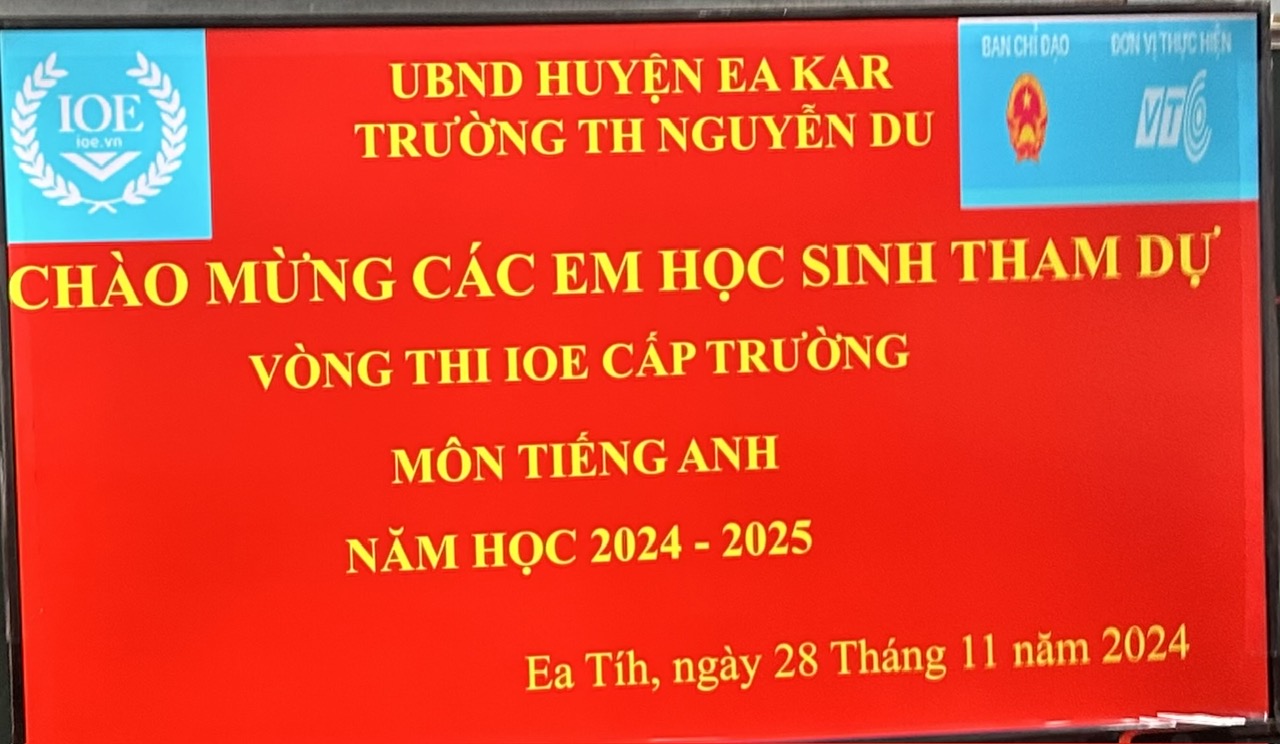 IOE
ioe.vn
BAN CHỈ ĐẠO
ĐƠN VỊ THỰC HIỆN
VTC
UBND HUYỆN EA KAR
TRƯỜNG TH NGUYỄN DU
CHÀO MỪNG CÁC EM HỌC SINH THAM DỰ
VÒNG THI IOE CẤP TRƯỜNG
MÔN TIẾNG ANH
NĂM HỌC 2024 - 2025
Ea Tíh, ngày 28 Tháng 11 năm 2024